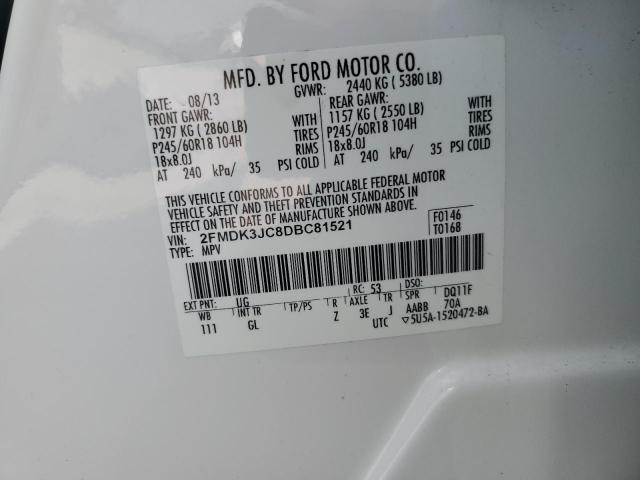 MFD. BY FORD MOTOR CO.
DATE: 08/13 GVWR: 2440 KG ( 5380 LB)
FRONT GAWR: REAR GAWR:
1297 KG ( 2860 LB) WITH 1157 KG ( 2550 LB) WITH
P245/60R18 104H TIRES P245/60R18 104H TIRES
18x8.0J RIMS 18x8.0J RIMS
AT 240 kPa/ 35 PSI COLD AT 240 kPa/ 35 PSI COLD
THIS VEHICLE CONFORMS TO ALL APPLICABLE FEDERAL MOTOR
VEHICLE SAFETY AND THEFT PREVENTION STANDARDS IN
EFFECT ON THE DATE OF MANUFACTURE SHOWN ABOVE.
VIN: 2FMDK3JC8DBC81521 F0146
TYPE: MPV T0168
EXT PNT: UG RC: 53 DSO:
WB INT TR TP/PS R AXLE TR SPR DQ11F
111 GL Z 3E J AABB 70A
UTC ▽5U5A-1520472-BA